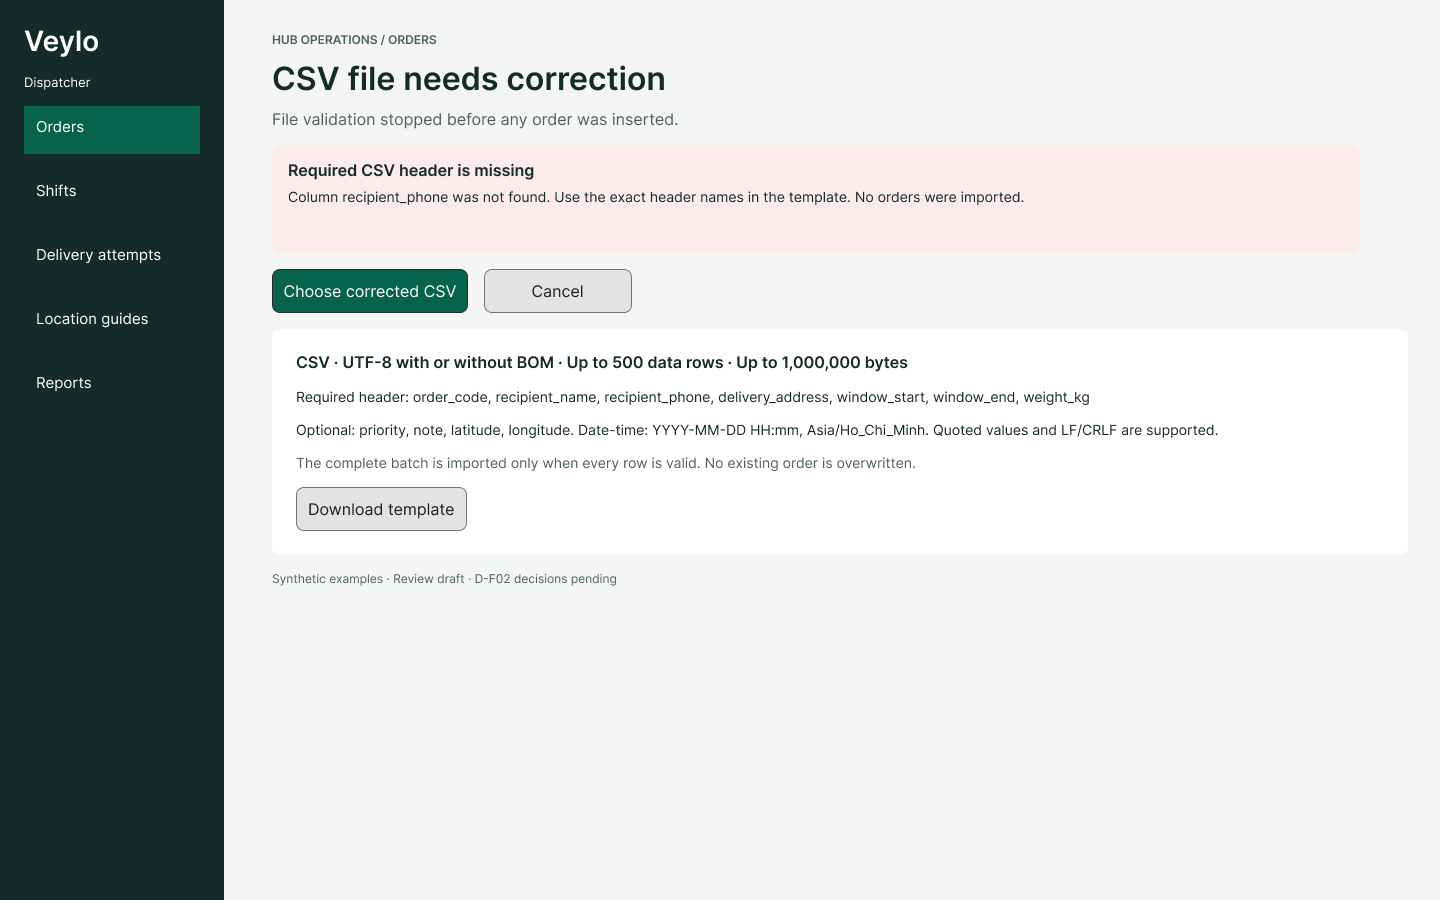 Veylo
Dispatcher
Orders
Shifts
Delivery attempts
Location guides
Reports
HUB OPERATIONS / ORDERS
CSV file needs correction
File validation stopped before any order was inserted.
Required CSV header is missing
Column recipient_phone was not found. Use the exact header names in the template. No orders were imported.
Choose corrected CSV
Cancel
CSV · UTF-8 with or without BOM · Up to 500 data rows · Up to 1,000,000 bytes
Required header: order_code, recipient_name, recipient_phone, delivery_address, window_start, window_end, weight_kg
Optional: priority, note, latitude, longitude. Date-time: YYYY-MM-DD HH:mm, Asia/Ho_Chi_Minh. Quoted values and LF/CRLF are supported.
The complete batch is imported only when every row is valid. No existing order is overwritten.
Download template
Synthetic examples · Review draft · D-F02 decisions pending